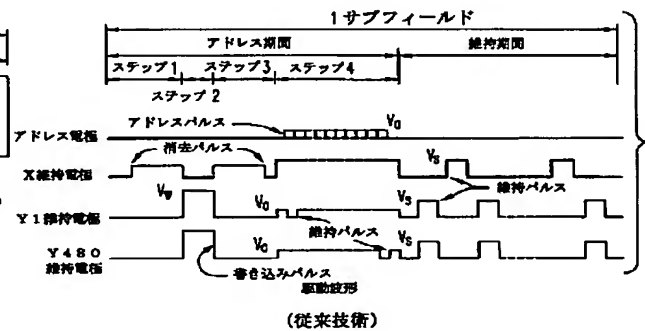 1サブフィールド
アドレス期間
維持期間
ステップ1
ステップ3
ステップ4
ステップ2
アドレス電極
アドレスパルス
Va
消去パルス
X維持電極
Vs
Vw
Va
維持パルス
Vs
Y1維持電極
維持パルス
Y480
維持電極
Va
Vs
書き込みパルス
駆動波形
(従来技術)